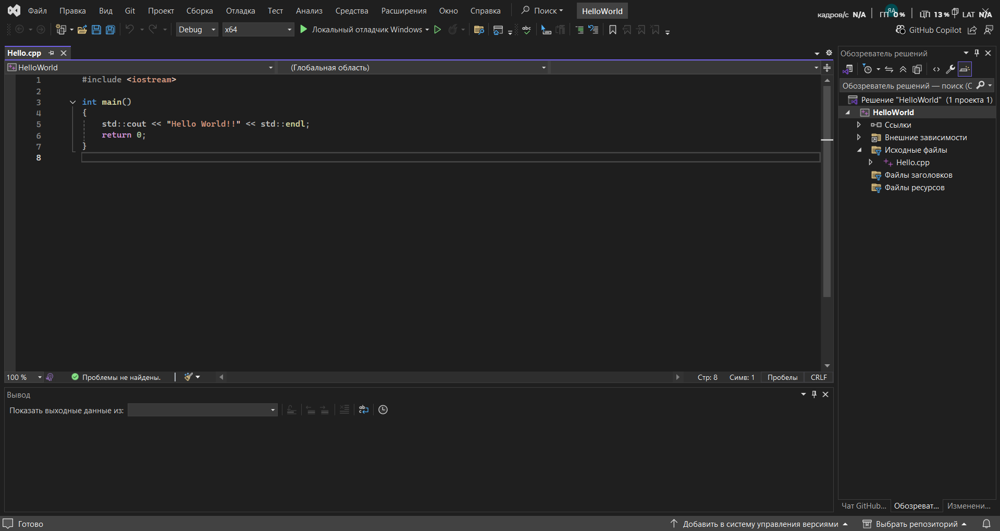 Файл Правка Вид Git Проект Сборка Отладка Тест Анализ Средства Расширения Окно Справка Поиск HelloWorld
кадров/с N/A ГП 0 % ЦП 13 % LAT N/A
ЯА
Debug x64 Локальный отладчик Windows abc GitHub Copilot
Hello.cpp
HelloWorld (Глобальная область)
1 #include <iostream>
2
3 int main()
4 {
5 std::cout << "Hello World!!" << std::endl;
6 return 0;
7 }
8
100 % Проблемы не найдены. Стр: 8 Симв: 1 Пробелы CRLF
Вывод
Показать выходные данные из:
Обозреватель решений
Обозреватель решений — поиск (С
Решение "HelloWorld" (1 проекта 1)
HelloWorld
Ссылки
Внешние зависимости
Исходные файлы
Hello.cpp
Файлы заголовков
Файлы ресурсов
Чат GitHub... Обозреват... Изменени...
Готово Добавить в систему управления версиями Выбрать репозиторий